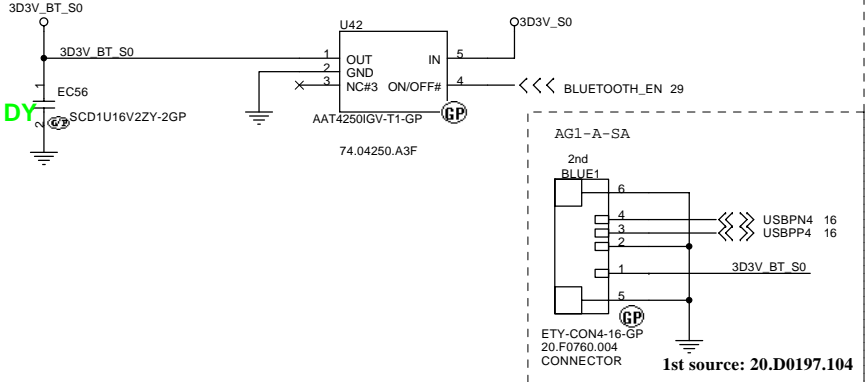 3D3V_BT_S0
3D3V_BT_S0
EC56
1
2
DY
G/P
SCD1U16V2ZY-2GP
U42
1 OUT
2 GND
3 NC#3
IN 5
ON/OFF# 4
3D3V_S0
BLUETOOTH_EN 29
AAT4250IGV-T1-GP
GP
74.04250.A3F
AG1-A-SA
2nd
BLUE1
6
4
3
2
1
5
USBPN4 16
USBPP4 16
3D3V_BT_S0
GP
ETY-CON4-16-GP
20.F0760.004
CONNECTOR
1st source: 20.D0197.104